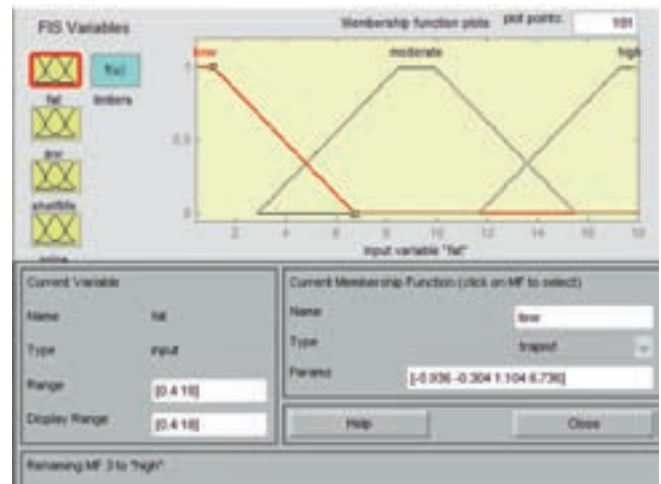 FIS Variables
Membership function plots
plot points:
181
low
moderate
high
f(u)
fat
1
0.5
0
2 4 6 8 10 12 14 16 18
shelflife
price
input variable "fat"
Current Variable
Name fat
Type input
Range [0.4 18]
Display Range [0.4 18]
Current Membership Function (click on MF to select)
Name low
Type trapmf
Params [-5.936 -0.304 1.104 6.736]
Help
Close
Renaming MF 3 to "high"